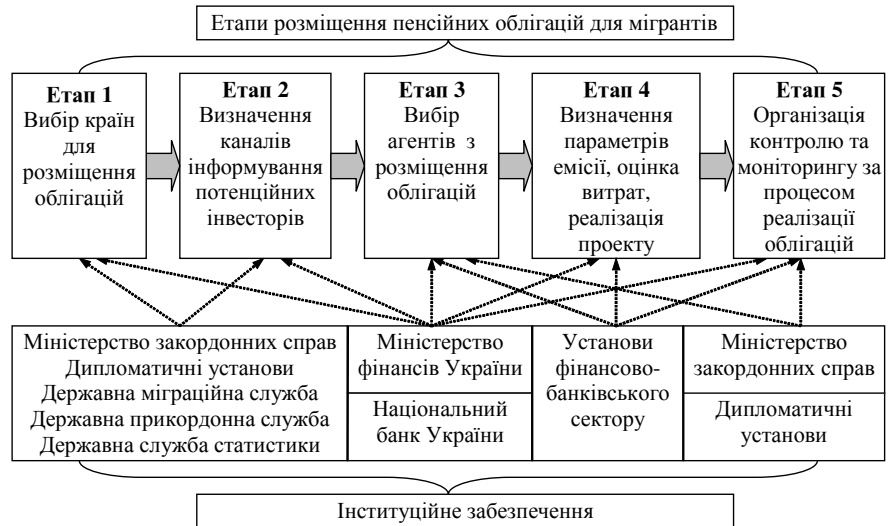 Етапи розміщення пенсійних облігацій для мігрантів
Етап 1
Вибір країн
для
розміщення
облігацій
Етап 2
Визначення
каналів
інформування
потенційних
інвесторів
Етап 3
Вибір
агентів з
розміщення
облігацій
Етап 4
Визначення
параметрів
емісії, оцінка
витрат,
реалізація
проекту
Етап 5
Організація
контролю та
моніторингу за
процесом
реалізації
облігацій
Міністерство закордонних справ
Дипломатичні установи
Державна міграційна служба
Державна прикордонна служба
Державна служба статистики
Міністерство
фінансів України
Національний
банк України
Установи
фінансово-
банківського
сектору
Міністерство
закордонних справ
Дипломатичні
установи
Інституційне забезпечення